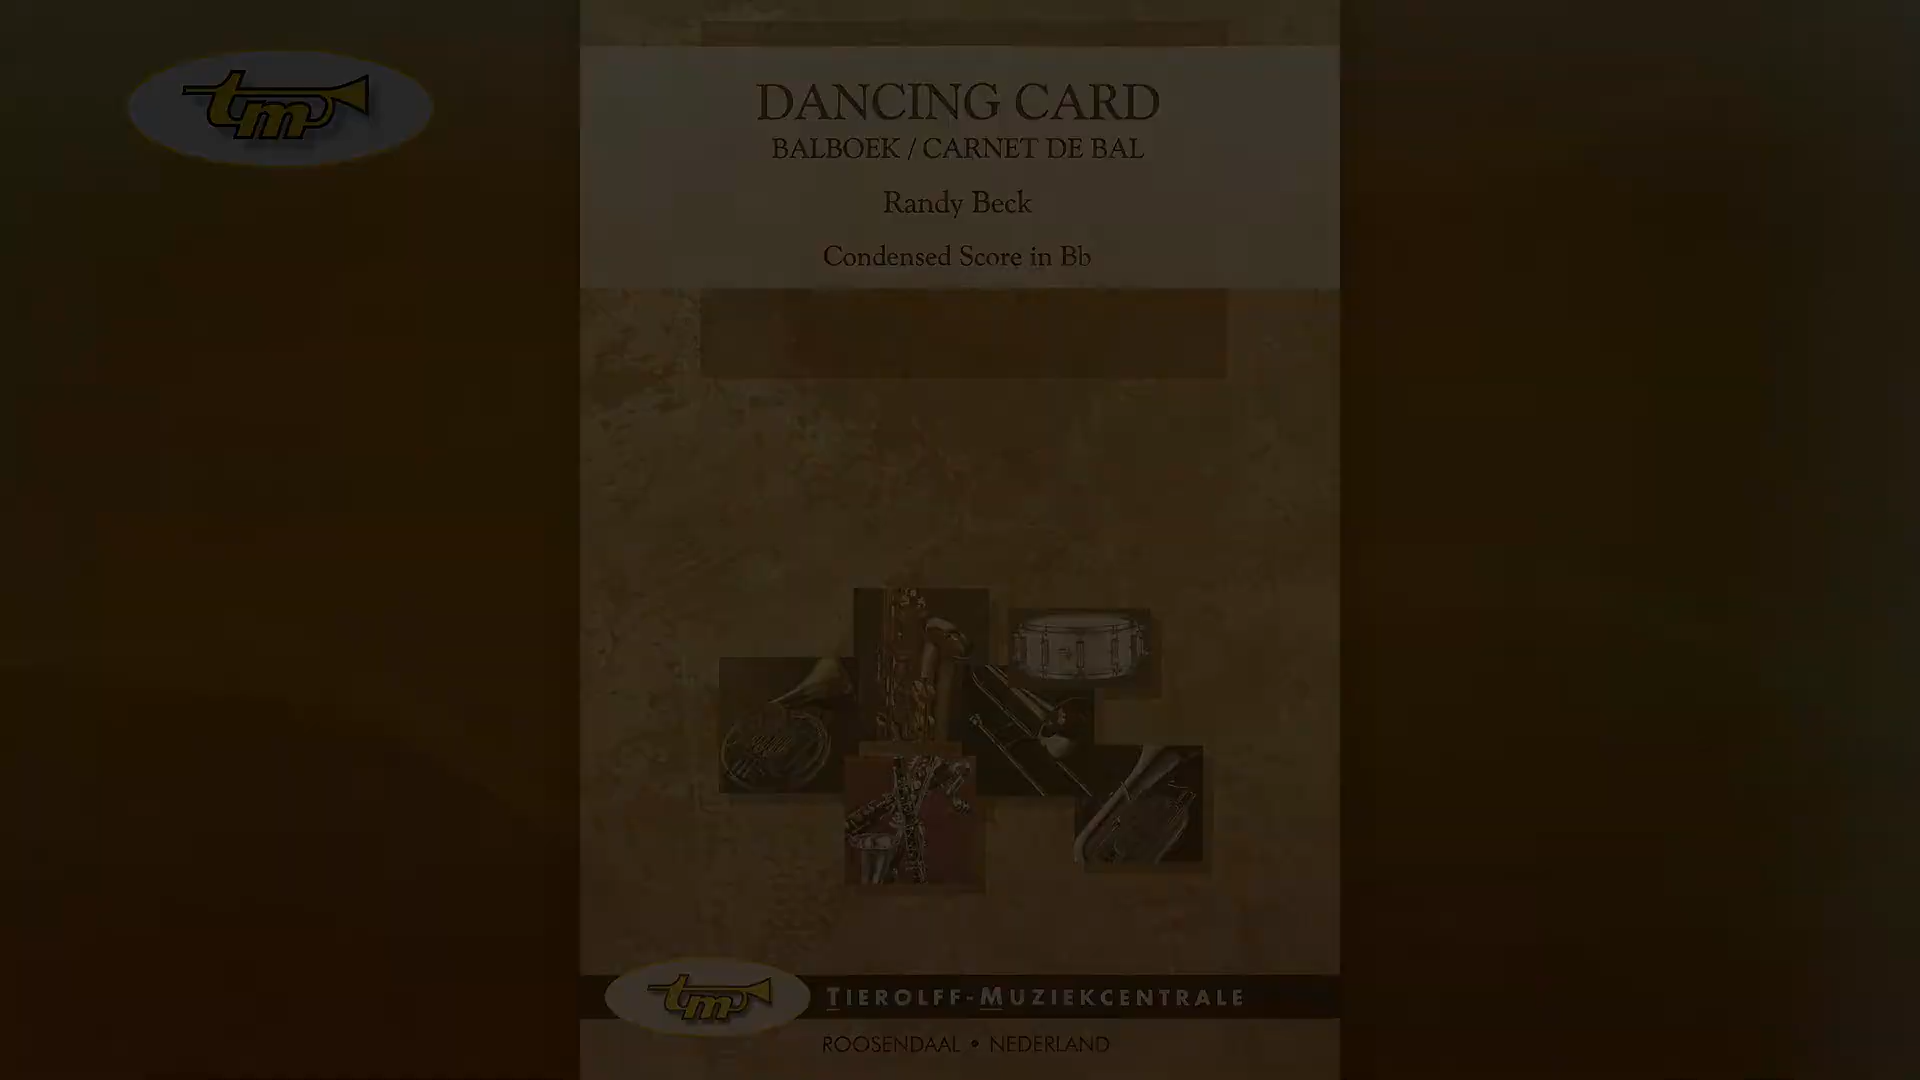 tm
DANCING CARD
BALBOEK / CARNET DE BAL
Randy Beck
Condensed Score in Bb
tm
TIEROLFF-MUZIEKCENTRALE
ROOSENDAAL • NEDERLAND